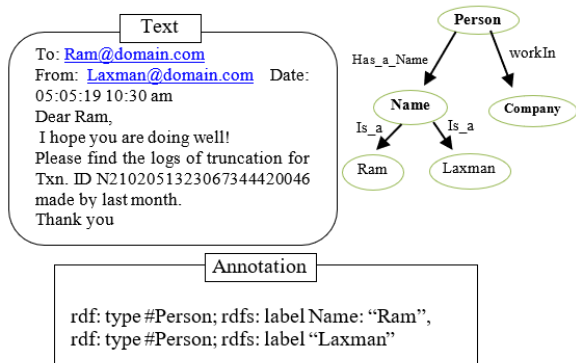 Text
To: Ram@domain.com
From: Laxman@domain.com Date:
05:05:19 10:30 am
Dear Ram,
I hope you are doing well!
Please find the logs of truncation for
Txn. ID N2102051323067344420046
made by last month.
Thank you
Person
Has_a_Name
workIn
Name
Company
Is_a
Is_a
Ram
Laxman
Annotation
rdf: type #Person; rdfs: label Name: “Ram”,
rdf: type #Person; rdfs: label “Laxman”